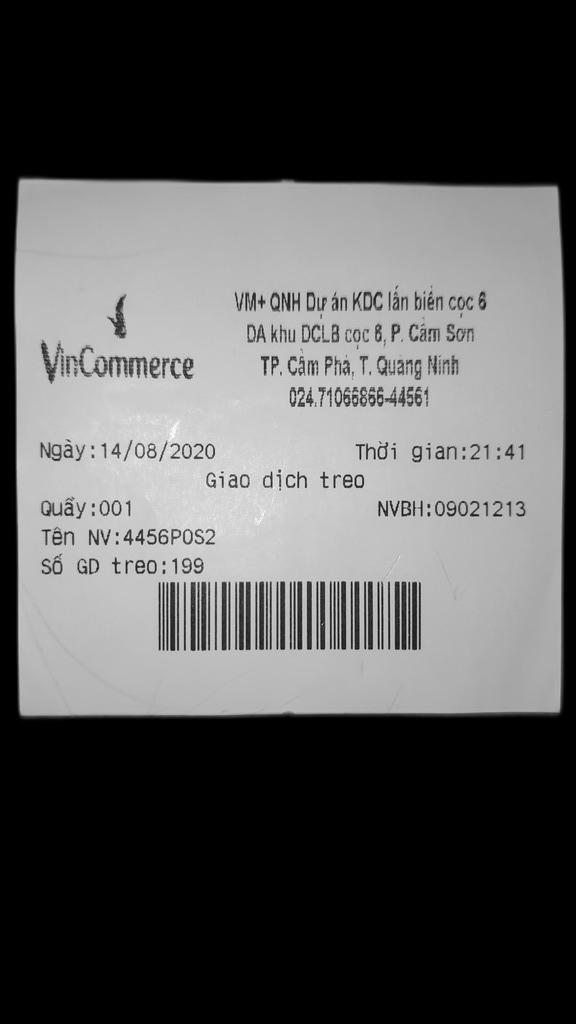 VinCommerce
VM+ QNH Dự án KDC lấn biển cọc 6
DA khu DCLB cọc 6, P. Cẩm Sơn
TP. Cẩm Phả, T. Quảng Ninh
024.71066866-44561
Ngày:14/08/2020 Thời gian:21:41
Giao dịch treo
Quầy:001 NVBH:09021213
Tên NV:4456POS2
Số GD treo:199